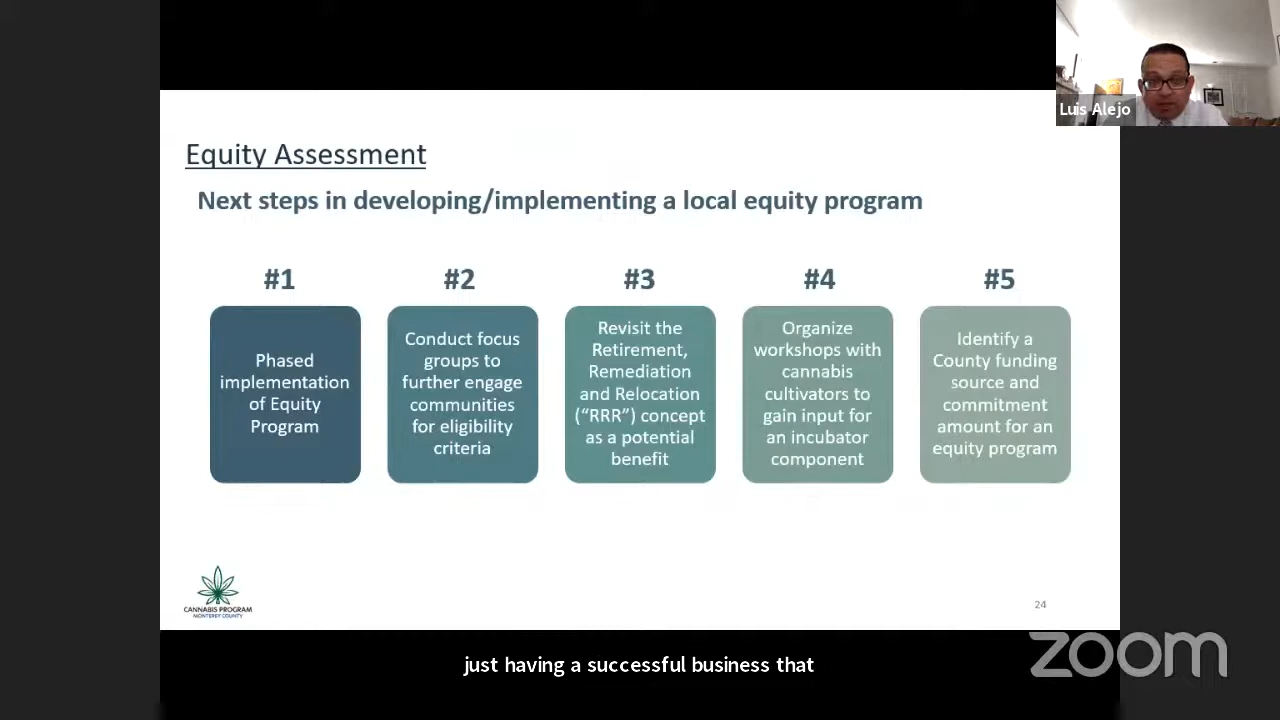 Luis Alejo
Equity Assessment
Next steps in developing/implementing a local equity program
#1
Phased
implementation
of Equity
Program
#2
Conduct focus
groups to
further engage
communities
for eligibility
criteria
#3
Revisit the
Retirement,
Remediation
and Relocation
(“RRR”) concept
as a potential
benefit
#4
Organize
workshops with
cannabis
cultivators to
gain input for
an incubator
component
#5
Identify a
County funding
source and
commitment
amount for an
equity program
CANNABIS PROGRAM
MONTEREY COUNTY
24
just having a successful business that
zoom